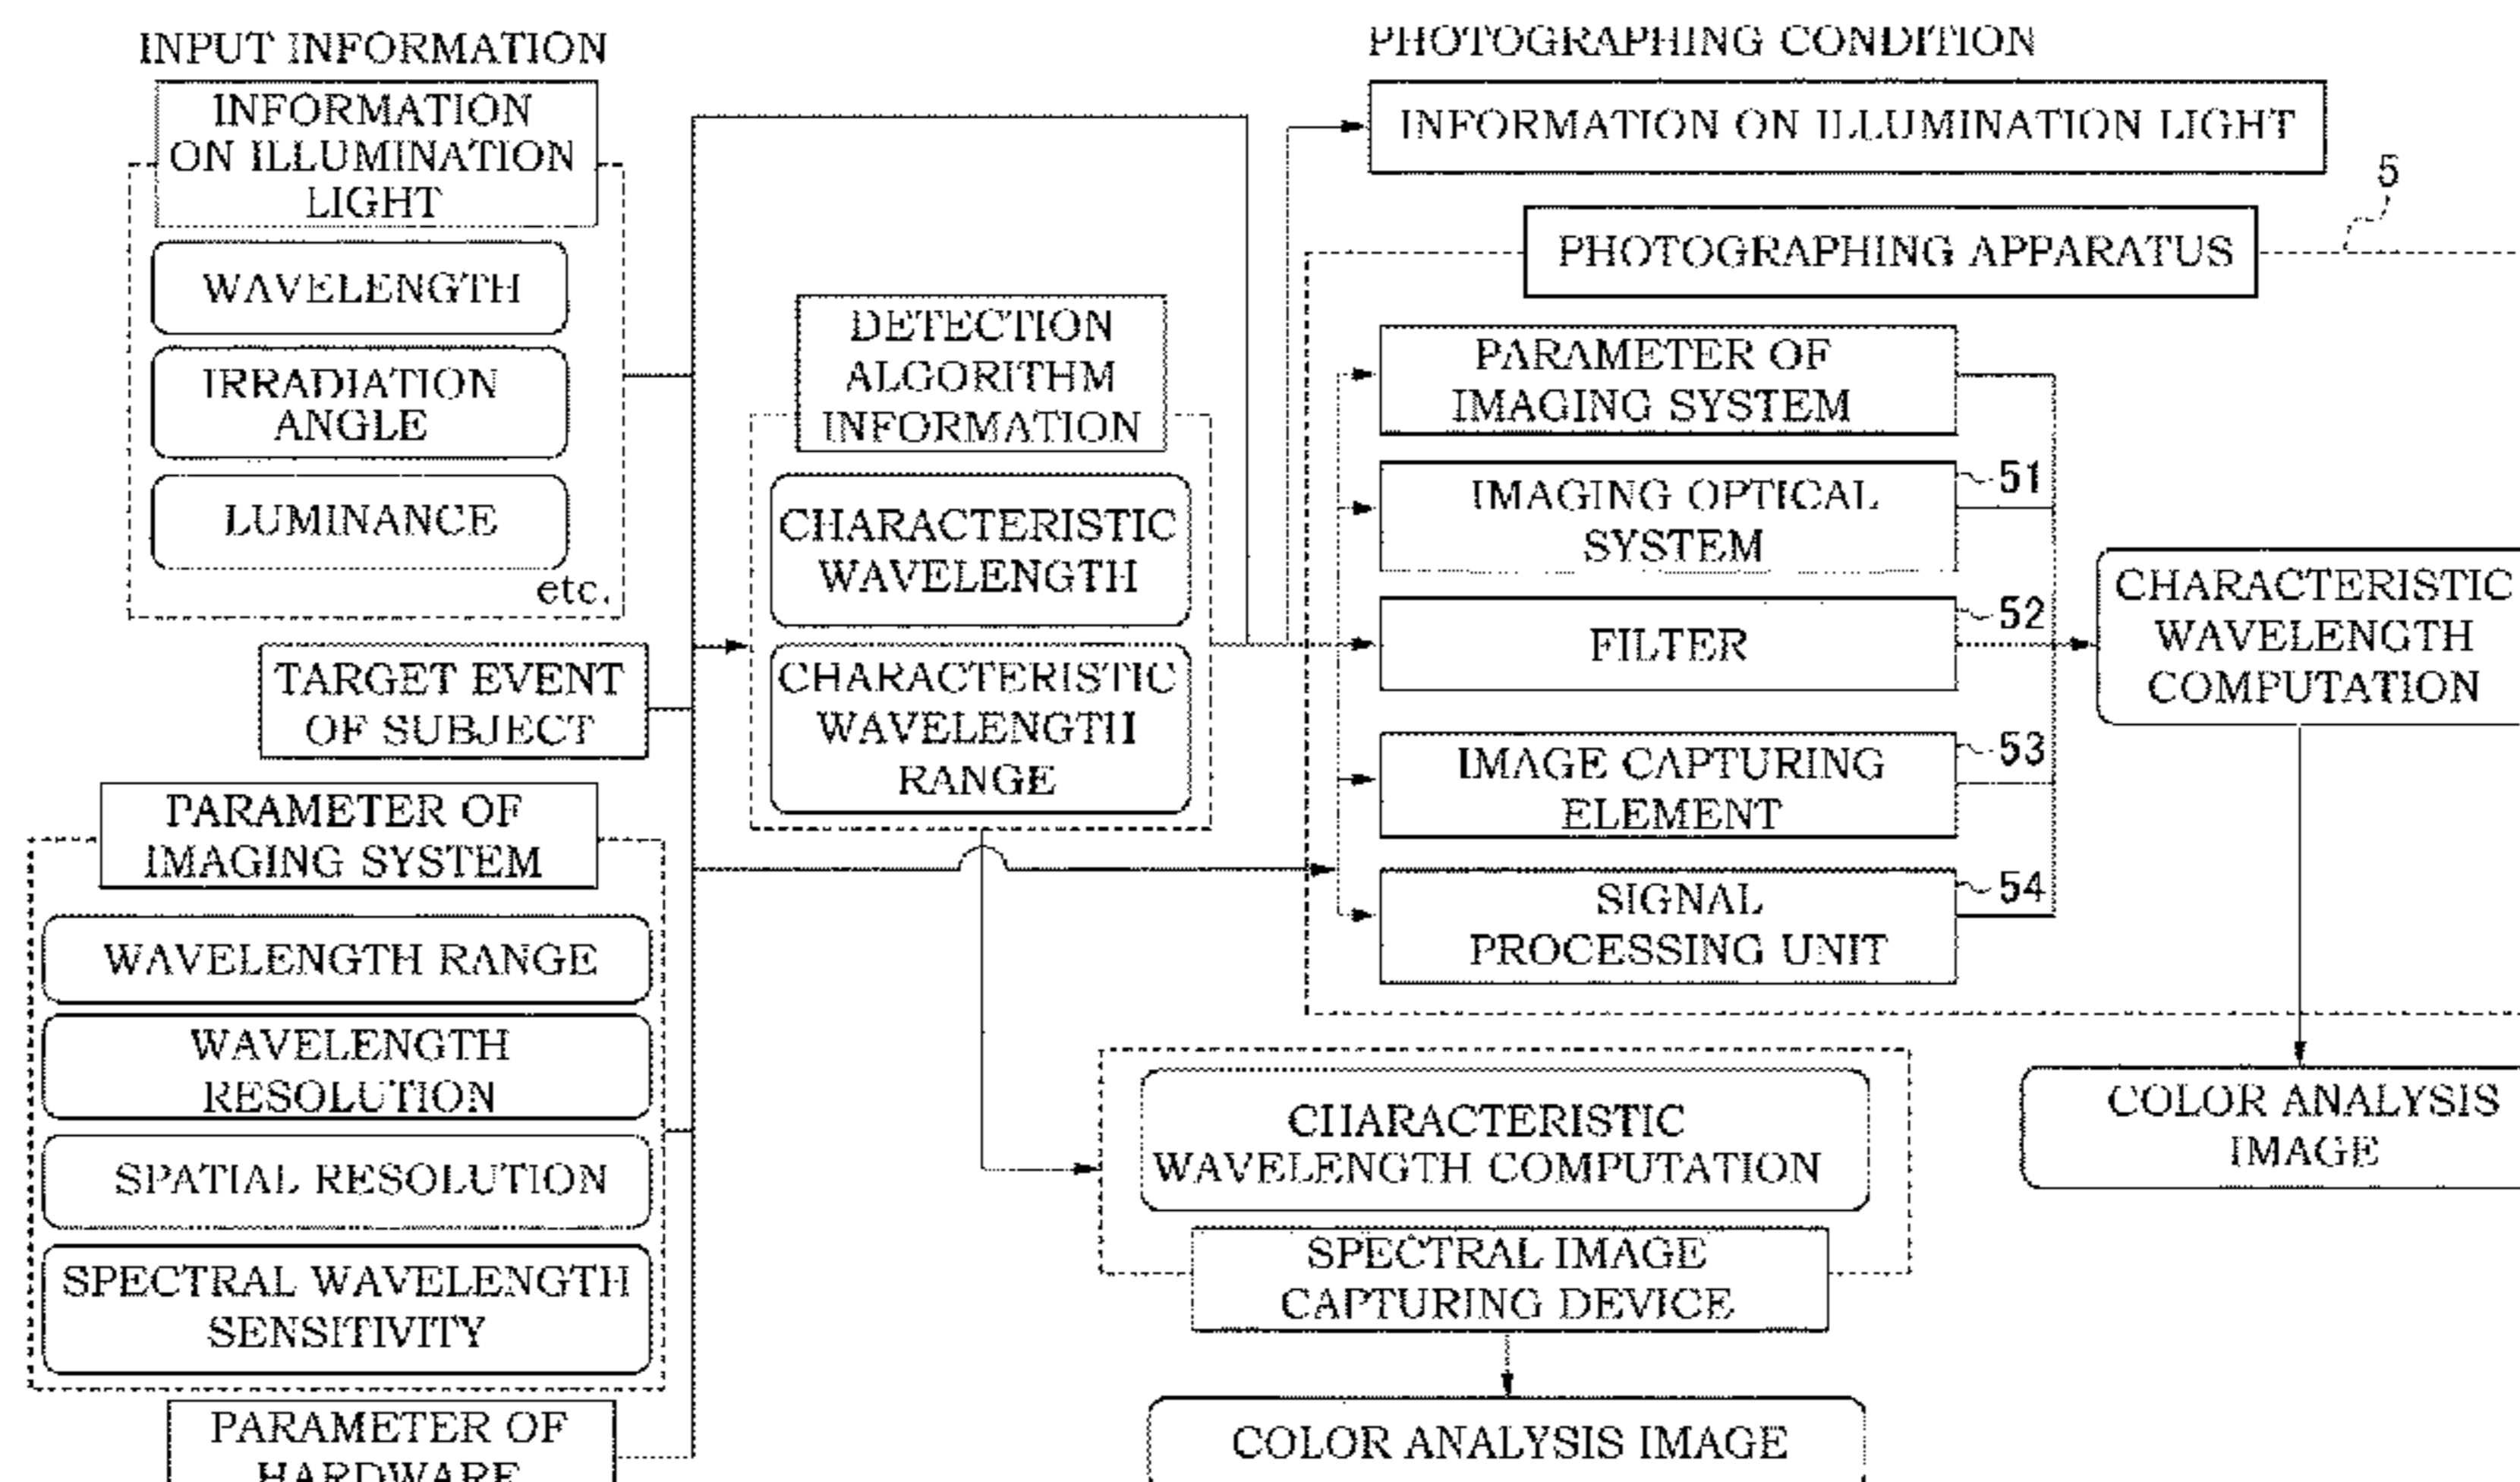 INPUT INFORMATION
INFORMATION
ON ILLUMINATION
LIGHT
WAVELENGTH
IRRADIATION
ANGLE
LUMINANCE
etc.
TARGET EVENT
OF SUBJECT
PARAMETER OF
IMAGING SYSTEM
WAVELENGTH RANGE
WAVELENGTH
RESOLUTION
SPATIAL RESOLUTION
SPECTRAL WAVELENGTH
SENSITIVITY
PARAMETER OF
HARDWARE
DETECTION
ALGORITHM
INFORMATION
CHARACTERISTIC
WAVELENGTH
CHARACTERISTIC
WAVELENGTH
RANGE
PHOTOGRAPHING CONDITION
INFORMATION ON ILLUMINATION LIGHT
5
PHOTOGRAPHING APPARATUS
PARAMETER OF
IMAGING SYSTEM
IMAGING OPTICAL
SYSTEM
51
FILTER
52
IMAGE CAPTURING
ELEMENT
53
SIGNAL
PROCESSING UNIT
54
CHARACTERISTIC
WAVELENGTH
COMPUTATION
COLOR ANALYSIS
IMAGE
CHARACTERISTIC
WAVELENGTH COMPUTATION
SPECTRAL IMAGE
CAPTURING DEVICE
COLOR ANALYSIS IMAGE